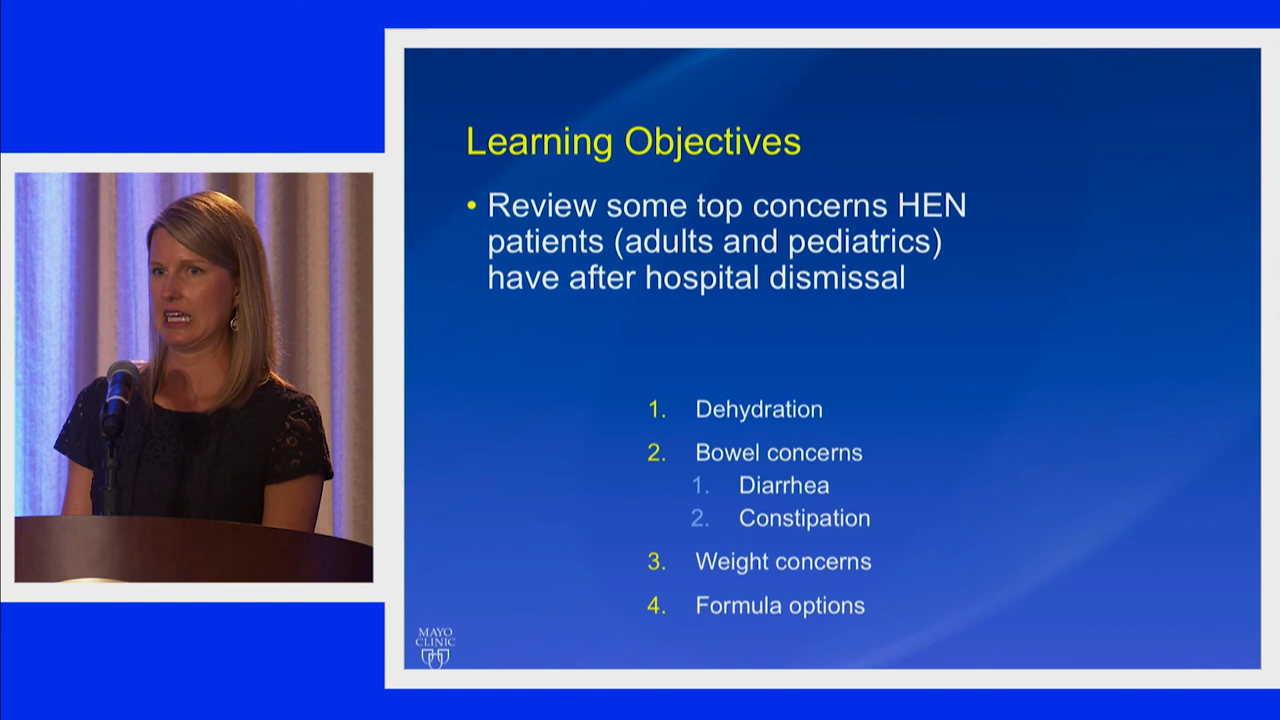 Learning Objectives
• Review some top concerns HEN
patients (adults and pediatrics)
have after hospital dismissal
1. Dehydration
2. Bowel concerns
1. Diarrhea
2. Constipation
3. Weight concerns
4. Formula options
MAYO
CLINIC